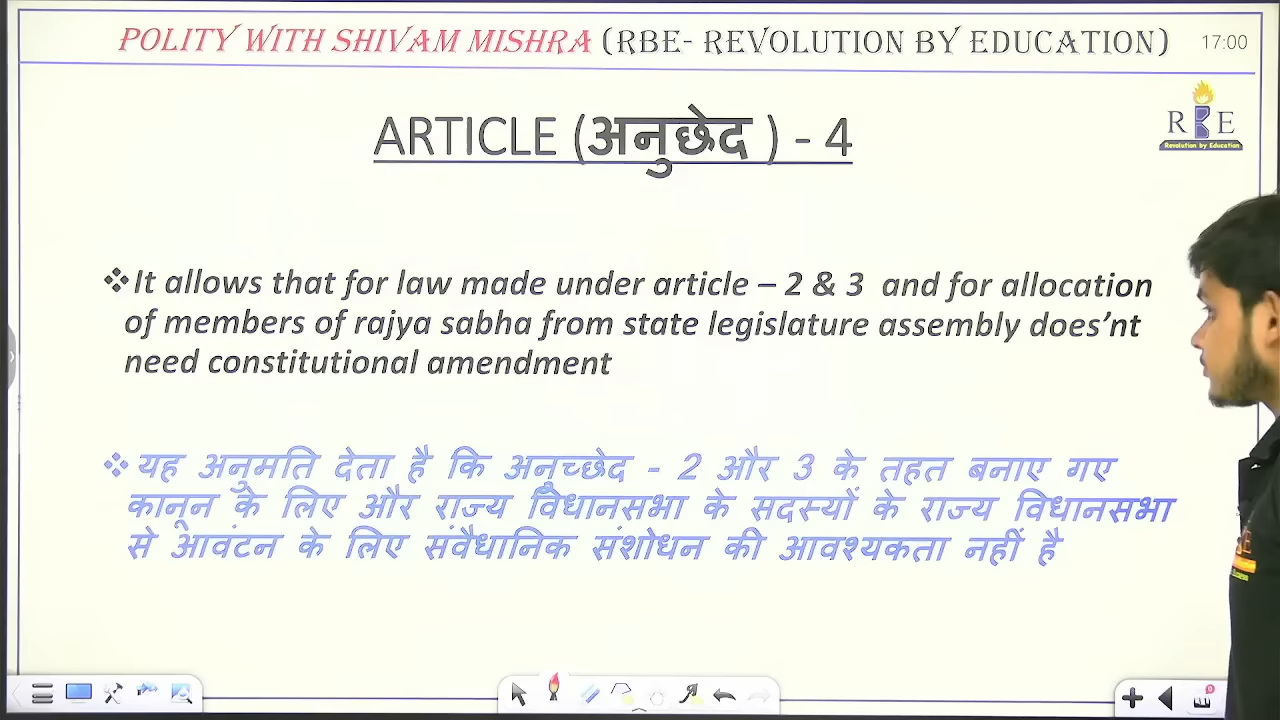 POLITY WITH SHIVAM MISHRA (RBE- REVOLUTION BY EDUCATION)
17:00
R E
Revolution by Education
ARTICLE (अनुछेद ) - 4
❖It allows that for law made under article – 2 & 3 and for allocation
of members of rajya sabha from state legislature assembly does’nt
need constitutional amendment
❖यह अनुमति देता है कि अनुच्छेद - 2 और 3 के तहत बनाए गए
कानून के लिए और राज्य विधानसभा के सदस्यों के राज्य विधानसभा
से आवंटन के लिए संवैधानिक संशोधन की आवश्यकता नहीं है